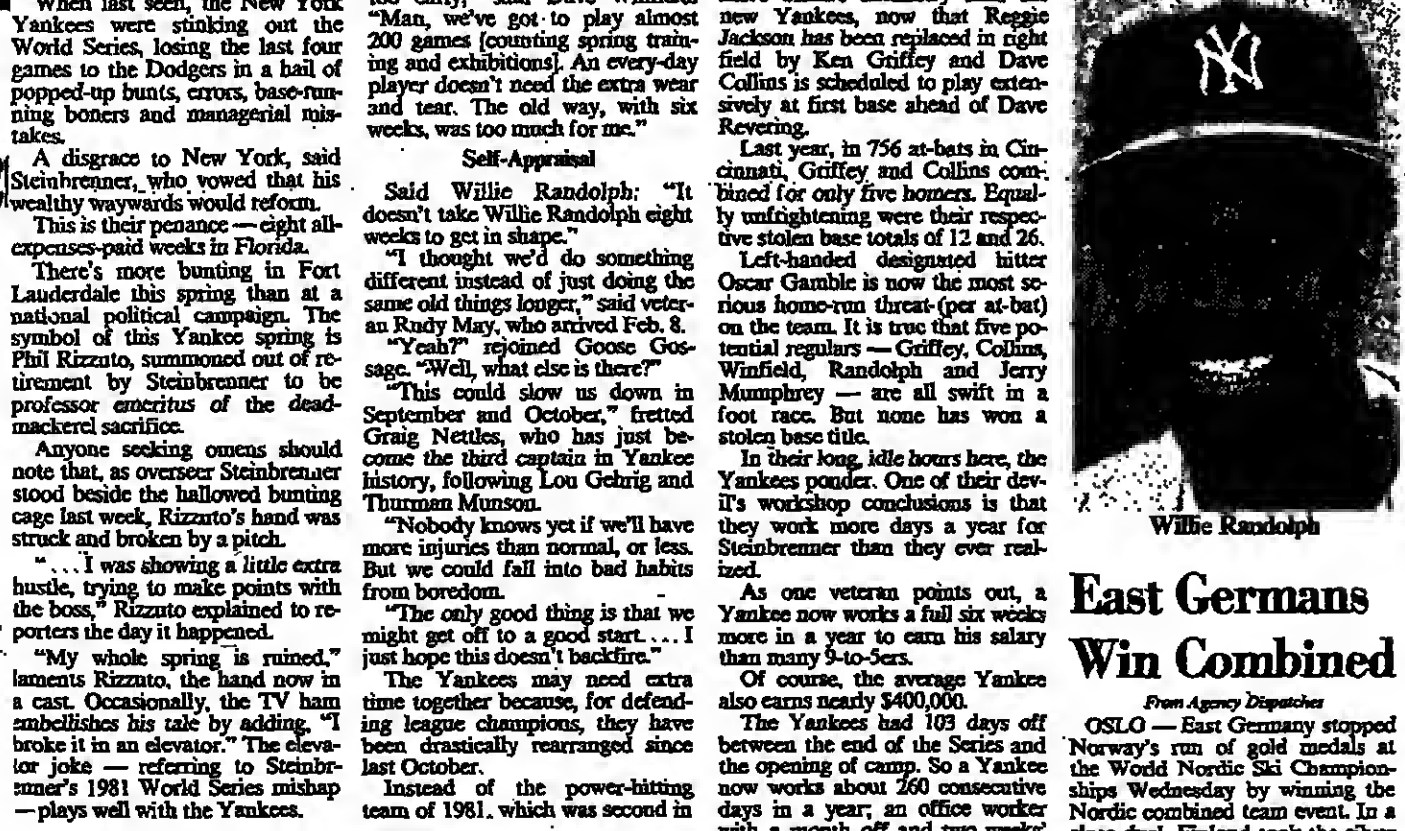 When last seen, the New York
Yankees were stinking out the
World Series, losing the last four
games to the Dodgers in a hail of
popped-up bunts, errors, base-run-
ning boners and managerial mis-
takes.
A disgrace to New York, said
Steinbrenner, who vowed that his
wealthy waywards would reform.
This is their penance — eight all-
expenses-paid weeks in Florida.
There's more bunting in Fort
Lauderdale this spring than at a
national political campaign. The
symbol of this Yankee spring is
Phil Rizzuto, summoned out of re-
tirement by Steinbrenner to be
professor emeritus of the dead-
mackerel sacrifice.
Anyone seeking omens should
note that, as overseer Steinbrenner
stood beside the hallowed bunting
cage last week, Rizzuto's hand was
struck and broken by a pitch.
“ . . . I was showing a little extra
hustle, trying to make points with
the boss,” Rizzuto explained to re-
porters the day it happened.
“My whole spring is ruined,”
laments Rizzuto, the hand now in
a cast. Occasionally, the TV ham
embellishes his tale by adding, “I
broke it in an elevator.” The eleva-
tor joke — referring to Steinbr-
enner's 1981 World Series mishap
— plays well with the Yankees.
“Man, we've got to play almost
200 games [counting spring train-
ing and exhibitions]. An every-day
player doesn't need the extra wear
and tear. The old way, with six
weeks, was too much for me.”
Self-Appraisal
Said Willie Randolph: “It
doesn't take Willie Randolph eight
weeks to get in shape.”
“I thought we'd do something
different instead of just doing the
same old things longer,” said veter-
an Rudy May, who arrived Feb. 8.
“Yeah?” rejoined Goose Gos-
sage. “Well, what else is there?”
“This could slow us down in
September and October,” fretted
Graig Nettles, who has just be-
come the third captain in Yankee
history, following Lou Gehrig and
Thurman Munson.
“Nobody knows yet if we'll have
more injuries than normal, or less.
But we could fall into bad habits
from boredom.
“The only good thing is that we
might get off to a good start. . . . I
just hope this doesn't backfire.”
The Yankees may need extra
time together because, for defend-
ing league champions, they have
been drastically rearranged since
last October.
Instead of the power-hitting
team of 1981, which was second in
new Yankees, now that Reggie
Jackson has been replaced in right
field by Ken Griffey and Dave
Collins is scheduled to play exten-
sively at first base ahead of Dave
Revering.
Last year, in 756 at-bats in Cin-
cinnati, Griffey and Collins com-
bined for only five homers. Equal-
ly unfrightening were their respec-
tive stolen base totals of 12 and 26.
Left-handed designated hitter
Oscar Gamble is now the most se-
rious home-run threat (per at-bat)
on the team. It is true that five po-
tential regulars — Griffey, Collins,
Winfield, Randolph and Jerry
Mumphrey — are all swift in a
foot race. But none has won a
stolen base title.
In their long, idle hours here, the
Yankees ponder. One of their dev-
il's workshop conclusions is that
they work more days a year for
Steinbrenner than they ever real-
ized.
As one veteran points out, a
Yankee now works a full six weeks
more in a year to earn his salary
than many 9-to-5ers.
Of course, the average Yankee
also earns nearly $400,000.
The Yankees had 103 days off
between the end of the Series and
the opening of camp. So a Yankee
now works about 260 consecutive
days in a year; an office worker
with a month off and two weeks'
NY
Willie Randolph
East Germans
Win Combined
From Agency Dispatches
OSLO — East Germany stopped
Norway's run of gold medals at
the World Nordic Ski Champion-
ships Wednesday by winning the
Nordic combined team event. In a